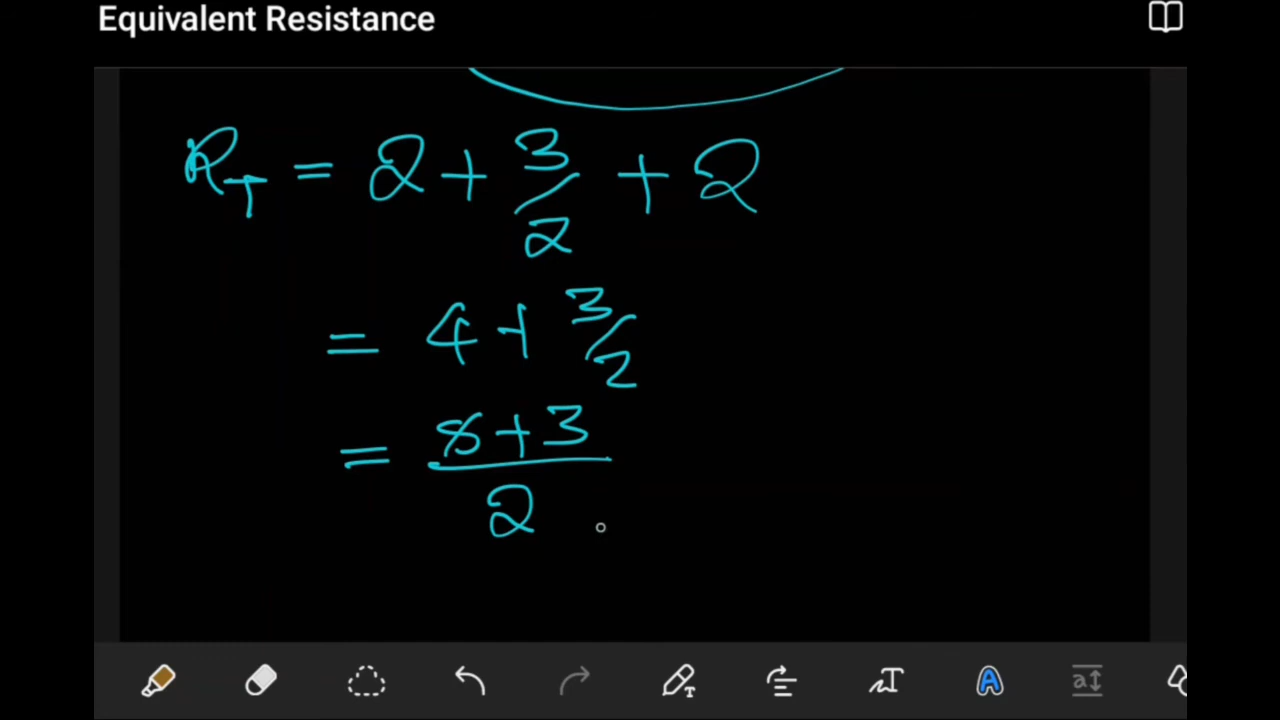 Equivalent Resistance
R_T = 2 + 3/2 + 2
= 4 + 3/2
= (8+3)/2
T
T
A
a